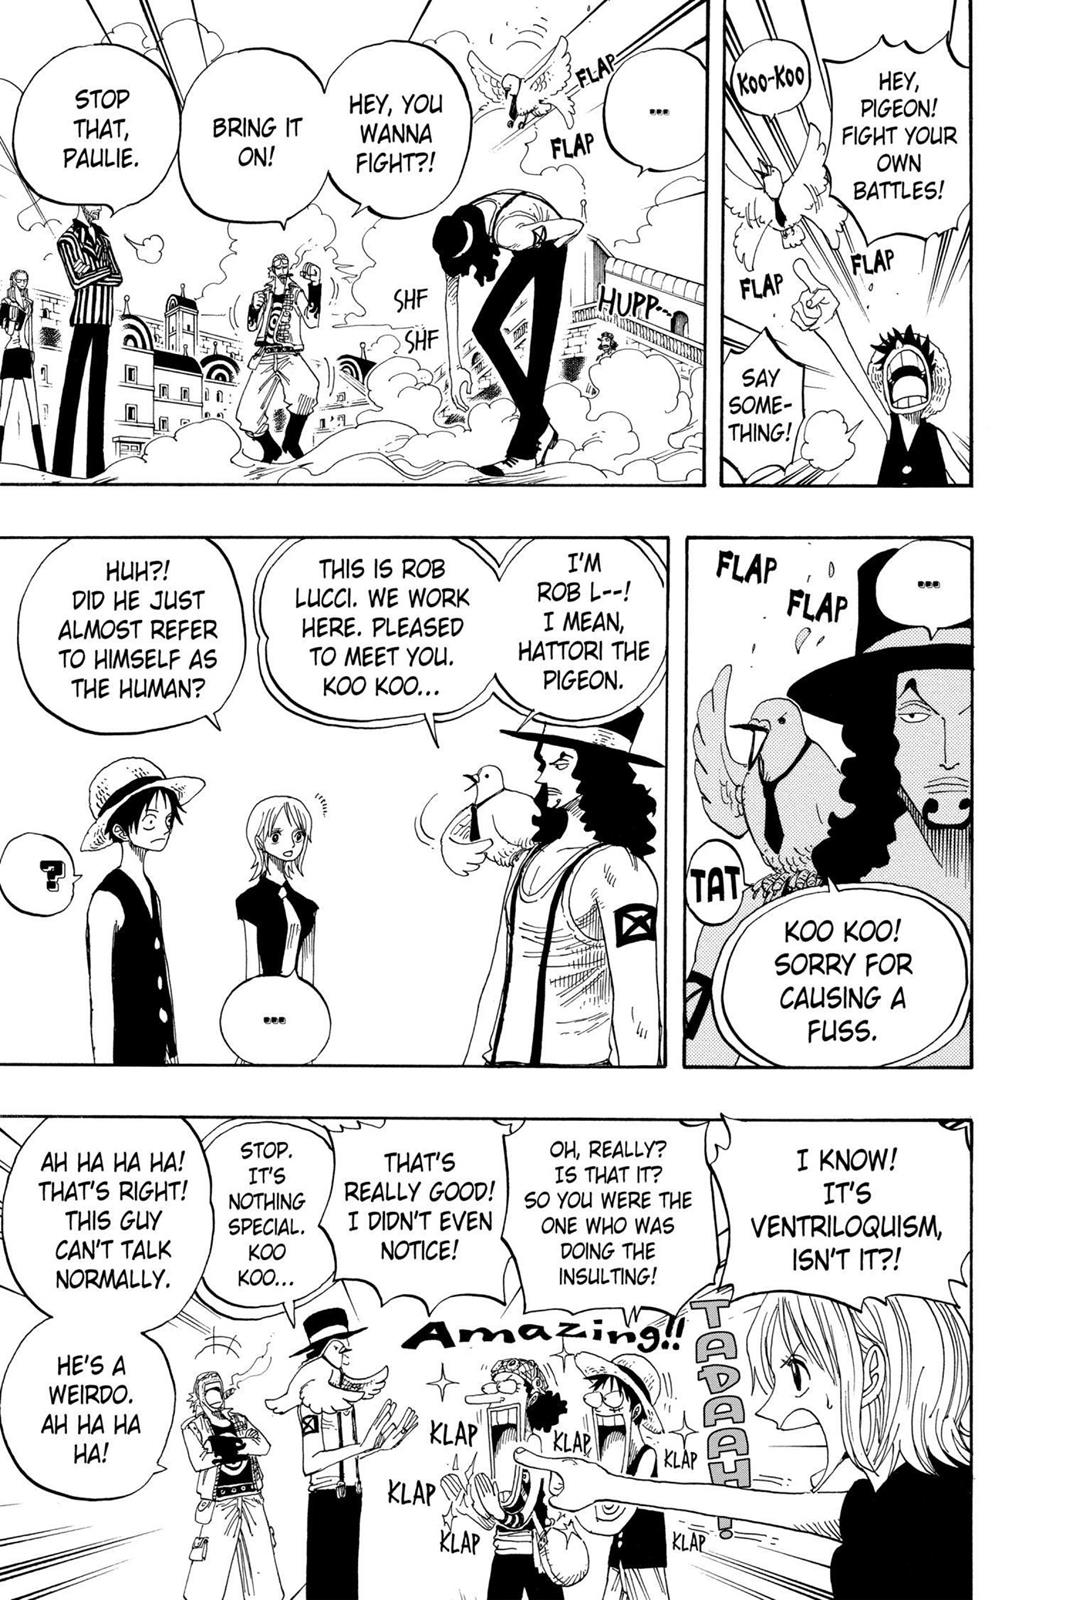 HEY,
PIGEON!
FIGHT YOUR
OWN
BATTLES!
KOO-KOO
FLAP
FLAP
SAY
SOME-
THING!
...
FLAP
FLAP
HUPP...
HEY, YOU
WANNA
FIGHT?!
SHF
SHF
BRING IT
ON!
STOP
THAT,
PAULIE.
...
FLAP
FLAP
TAT
KOO KOO!
SORRY FOR
CAUSING A
FUSS.
I'M
ROB L--!
I MEAN,
HATTORI THE
PIGEON.
THIS IS ROB
LUCCI. WE WORK
HERE. PLEASED
TO MEET YOU.
KOO KOO...
HUH?!
DID HE JUST
ALMOST REFER
TO HIMSELF AS
THE HUMAN?
...
?
I KNOW!
IT'S
VENTRILOQUISM,
ISN'T IT?!
TADAAH!
OH, REALLY?
IS THAT IT?
SO YOU WERE THE
ONE WHO WAS
DOING THE
INSULTING!
THAT'S
REALLY GOOD!
I DIDN'T EVEN
NOTICE!
Amazing!!
KLAP
KLAP
KLAP
KLAP
KLAP
KLAP
STOP.
IT'S
NOTHING
SPECIAL.
KOO
KOO...
AH HA HA HA!
THAT'S RIGHT!
THIS GUY
CAN'T TALK
NORMALLY.
HE'S A
WEIRDO.
AH HA HA
HA!